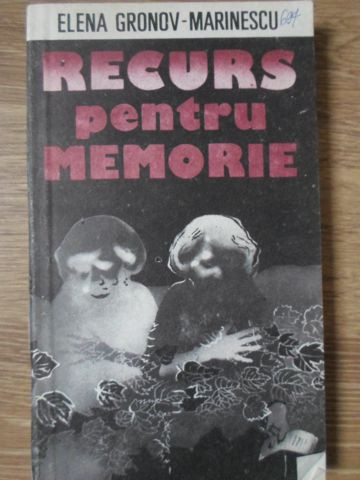 ELENA GRONOV-MARINESCU
RECURS
pentru
MEMORIE